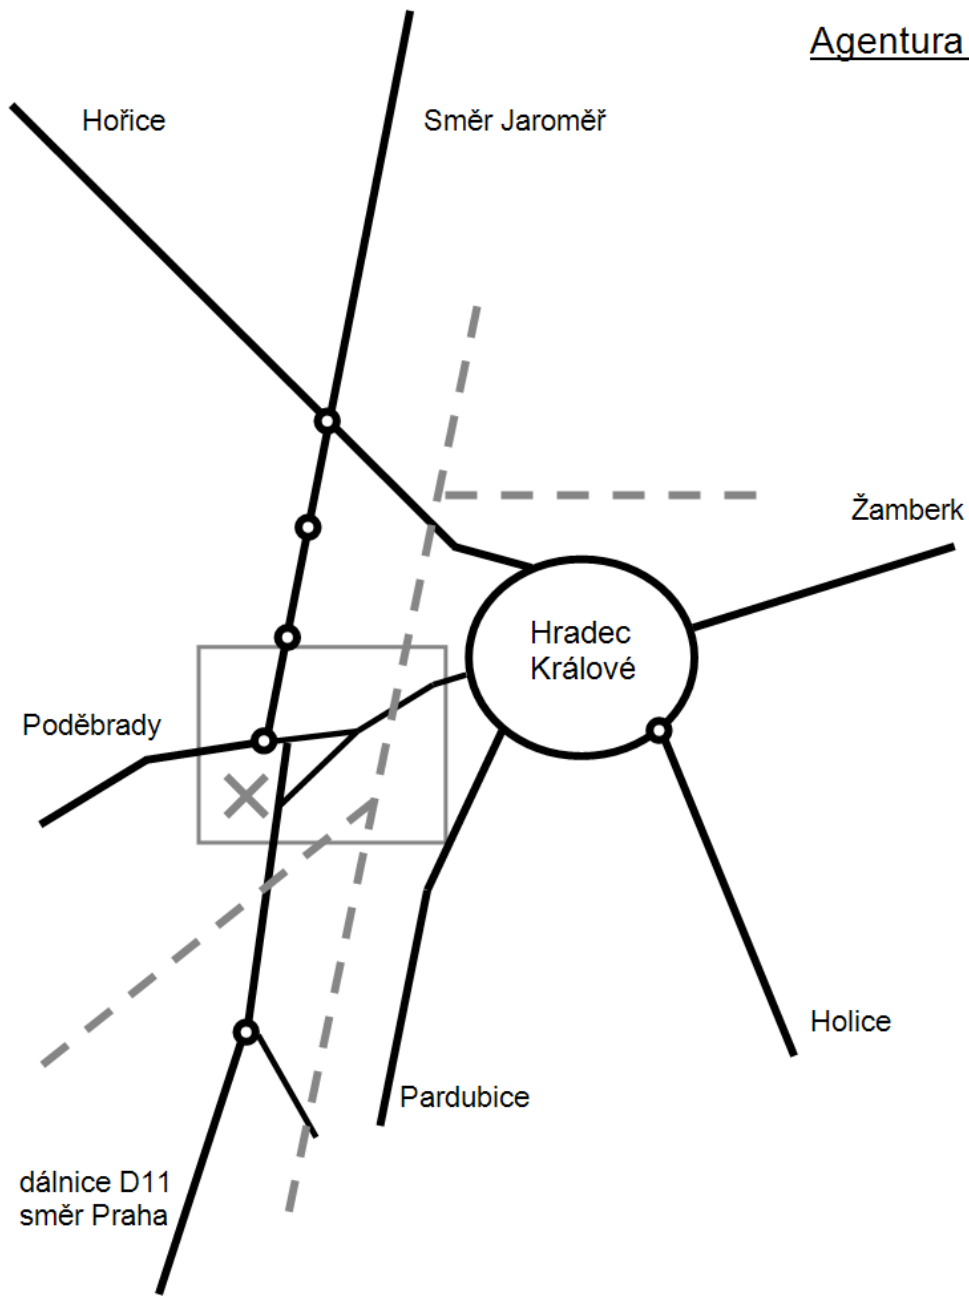 Agentura
Hořice
Směr Jaroměř
Žamberk
Hradec
Králové
Poděbrady
Holice
Pardubice
dálnice D11
směr Praha